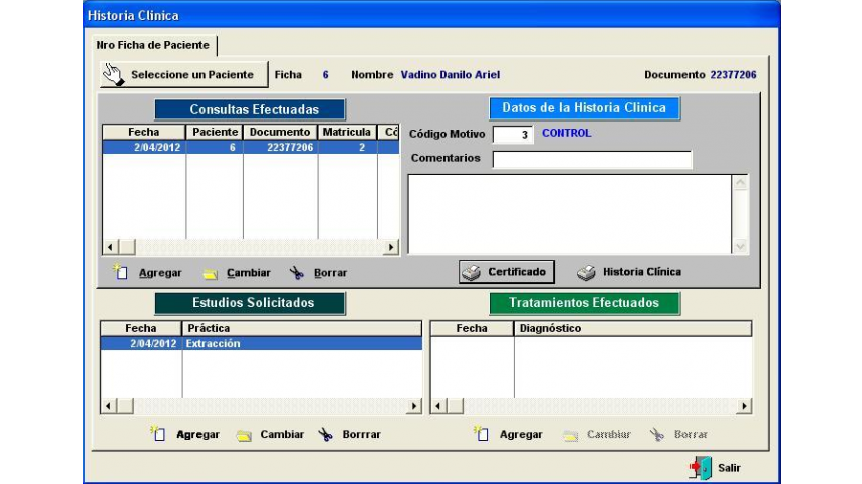 Historia Clínica
Nro Ficha de Paciente
Seleccione un Paciente Ficha 6 Nombre Vadino Danilo Ariel Documento 22377206
Consultas Efectuadas
Fecha Paciente Documento Matricula Có
2/04/2012 6 22377206 2
Agregar Cambiar Borrar
Datos de la Historia Clinica
Código Motivo 3 CONTROL
Comentarios
Certificado Historia Clínica
Estudios Solicitados
Fecha Práctica
2/04/2012 Extracción
Agregar Cambiar Borrrar
Tratamientos Efectuados
Fecha Diagnóstico
Agregar Cambiar Borrar
Salir